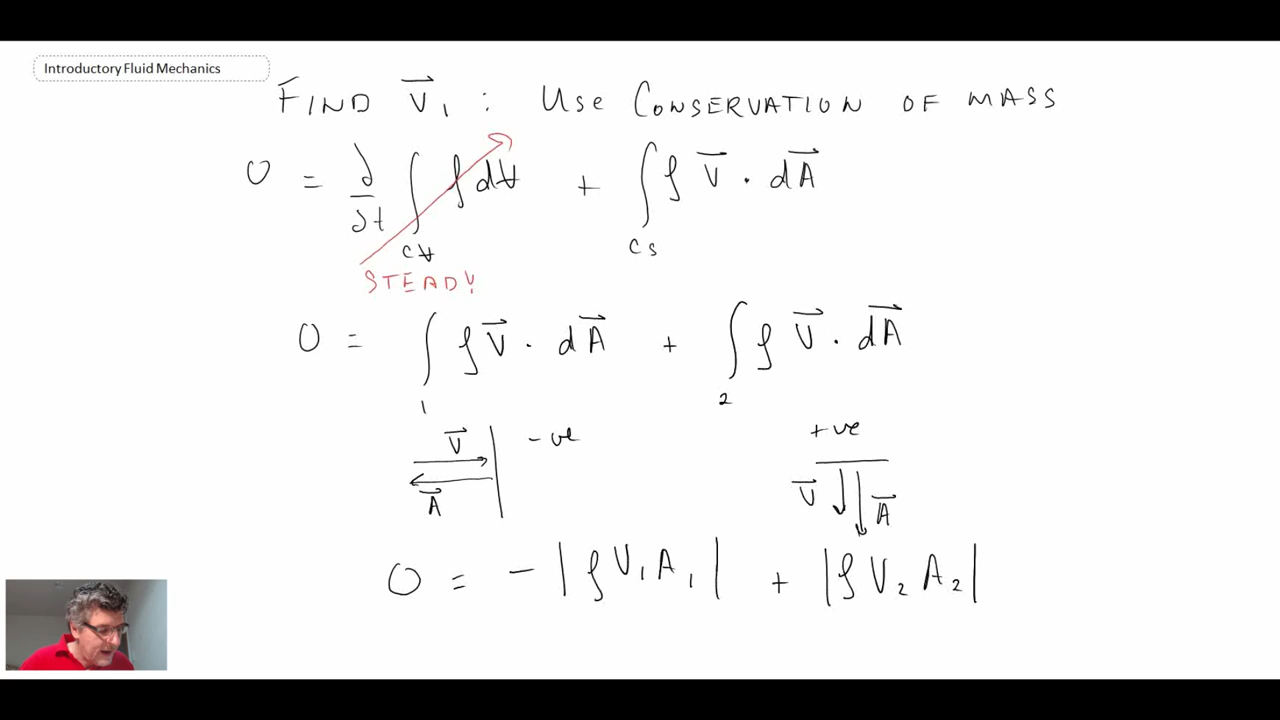 Introductory Fluid Mechanics
FIND V⃗₁ : USE CONSERVATION OF MASS
0 = ∂/∂t ∫ ρ dV̶ + ∫ ρ V⃗ · dA⃗
CV̶ CS
STEADY
0 = ∫ ρ V⃗ · dA⃗ + ∫ ρ V⃗ · dA⃗
1 2
V⃗ -ve +ve
A⃗ V⃗ A⃗
0 = -|ρ V₁ A₁| + |ρ V₂ A₂|